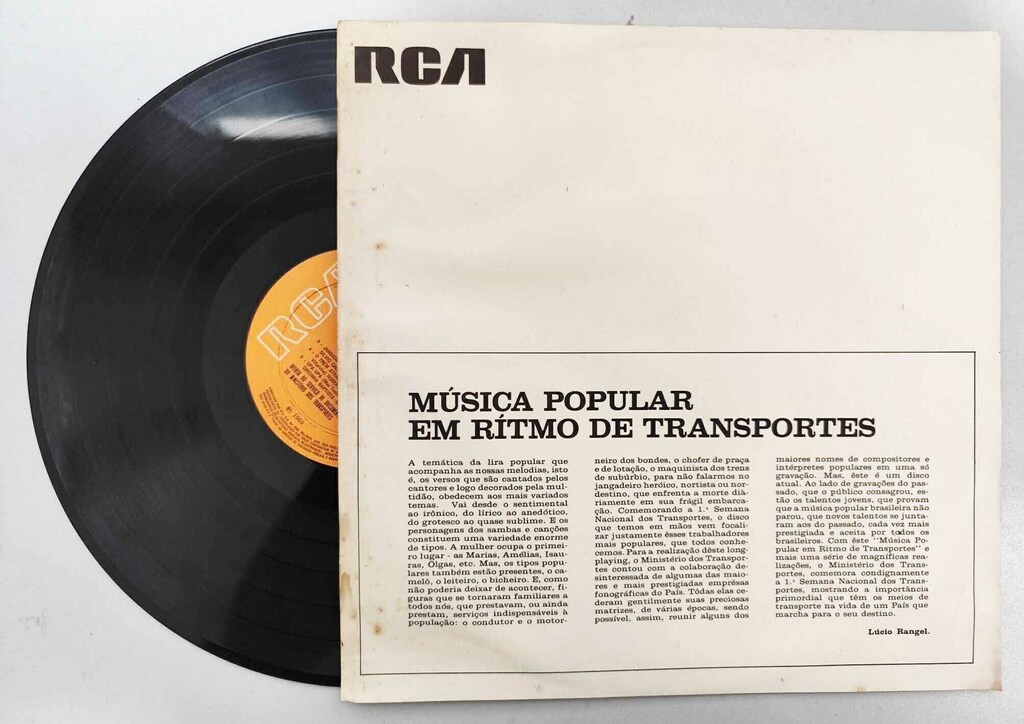 RCA
MÚSICA POPULAR
EM RÍTMO DE TRANSPORTES
A temática da lira popular que
acompanha as nossas melodias, isto
é, os versos que são cantados pelos
cantores e logo decorados pela mul-
tidão, obedecem aos mais variados
temas. Vai desde o sentimental
ao irônico, do lírico ao anedótico,
do grotesco ao quase sublime. E os
personagens dos sambas e canções
constituem uma variedade enorme
de tipos. A mulher ocupa o primei-
ro lugar - as Marias, Amélias, Isau-
ras, Olgas, etc. Mas, os tipos popu-
lares também estão presentes, o ca-
melô, o leiteiro, o bicheiro. E, como
não poderia deixar de acontecer, fi-
guras que se tornaram familiares a
todos nós, que prestavam, ou ainda
prestam, serviços indispensáveis à
população: o condutor e o motor-
neiro dos bondes, o chofer de praça
e de lotação, o maquinista dos trens
de subúrbio, para não falarmos no
jangadeiro heróico, nortista ou nor-
destino, que enfrenta a morte dià-
riamente em sua frágil embarca-
ção. Comemorando a 1.ª Semana
Nacional dos Transportes, o disco
que temos em mãos vem focali-
zar justamente êsses trabalhadores
mais populares, que todos conhe-
cemos. Para a realização dêste long-
playing, o Ministério dos Transpor-
tes contou com a colaboração de-
sinteressada de algumas das maio-
res e mais prestigiadas emprêsas
fonográficas do País. Tôdas elas ce-
deram gentilmente suas preciosas
matrizes, de várias épocas, sendo
possível, assim, reunir alguns dos
maiores nomes de compositores e
intérpretes populares em uma só
gravação. Mas, êste é um disco
atual. Ao lado de gravações do pas-
sado, que o público consagrou, es-
tão os talentos jovens, que provam
que a música popular brasileira não
parou, que novos talentos se junta-
ram aos do passado, cada vez mais
prestigiada e aceita por todos os
brasileiros. Com êste "Música Po-
pular em Ritmo de Transportes" e
mais uma série de magníficas rea-
lizações, o Ministério dos Trans-
portes, comemora condignamente
a 1.ª Semana Nacional dos Trans-
portes, mostrando a importância
primordial que têm os meios de
transporte na vida de um País que
marcha para o seu destino.
Lúcio Rangel.